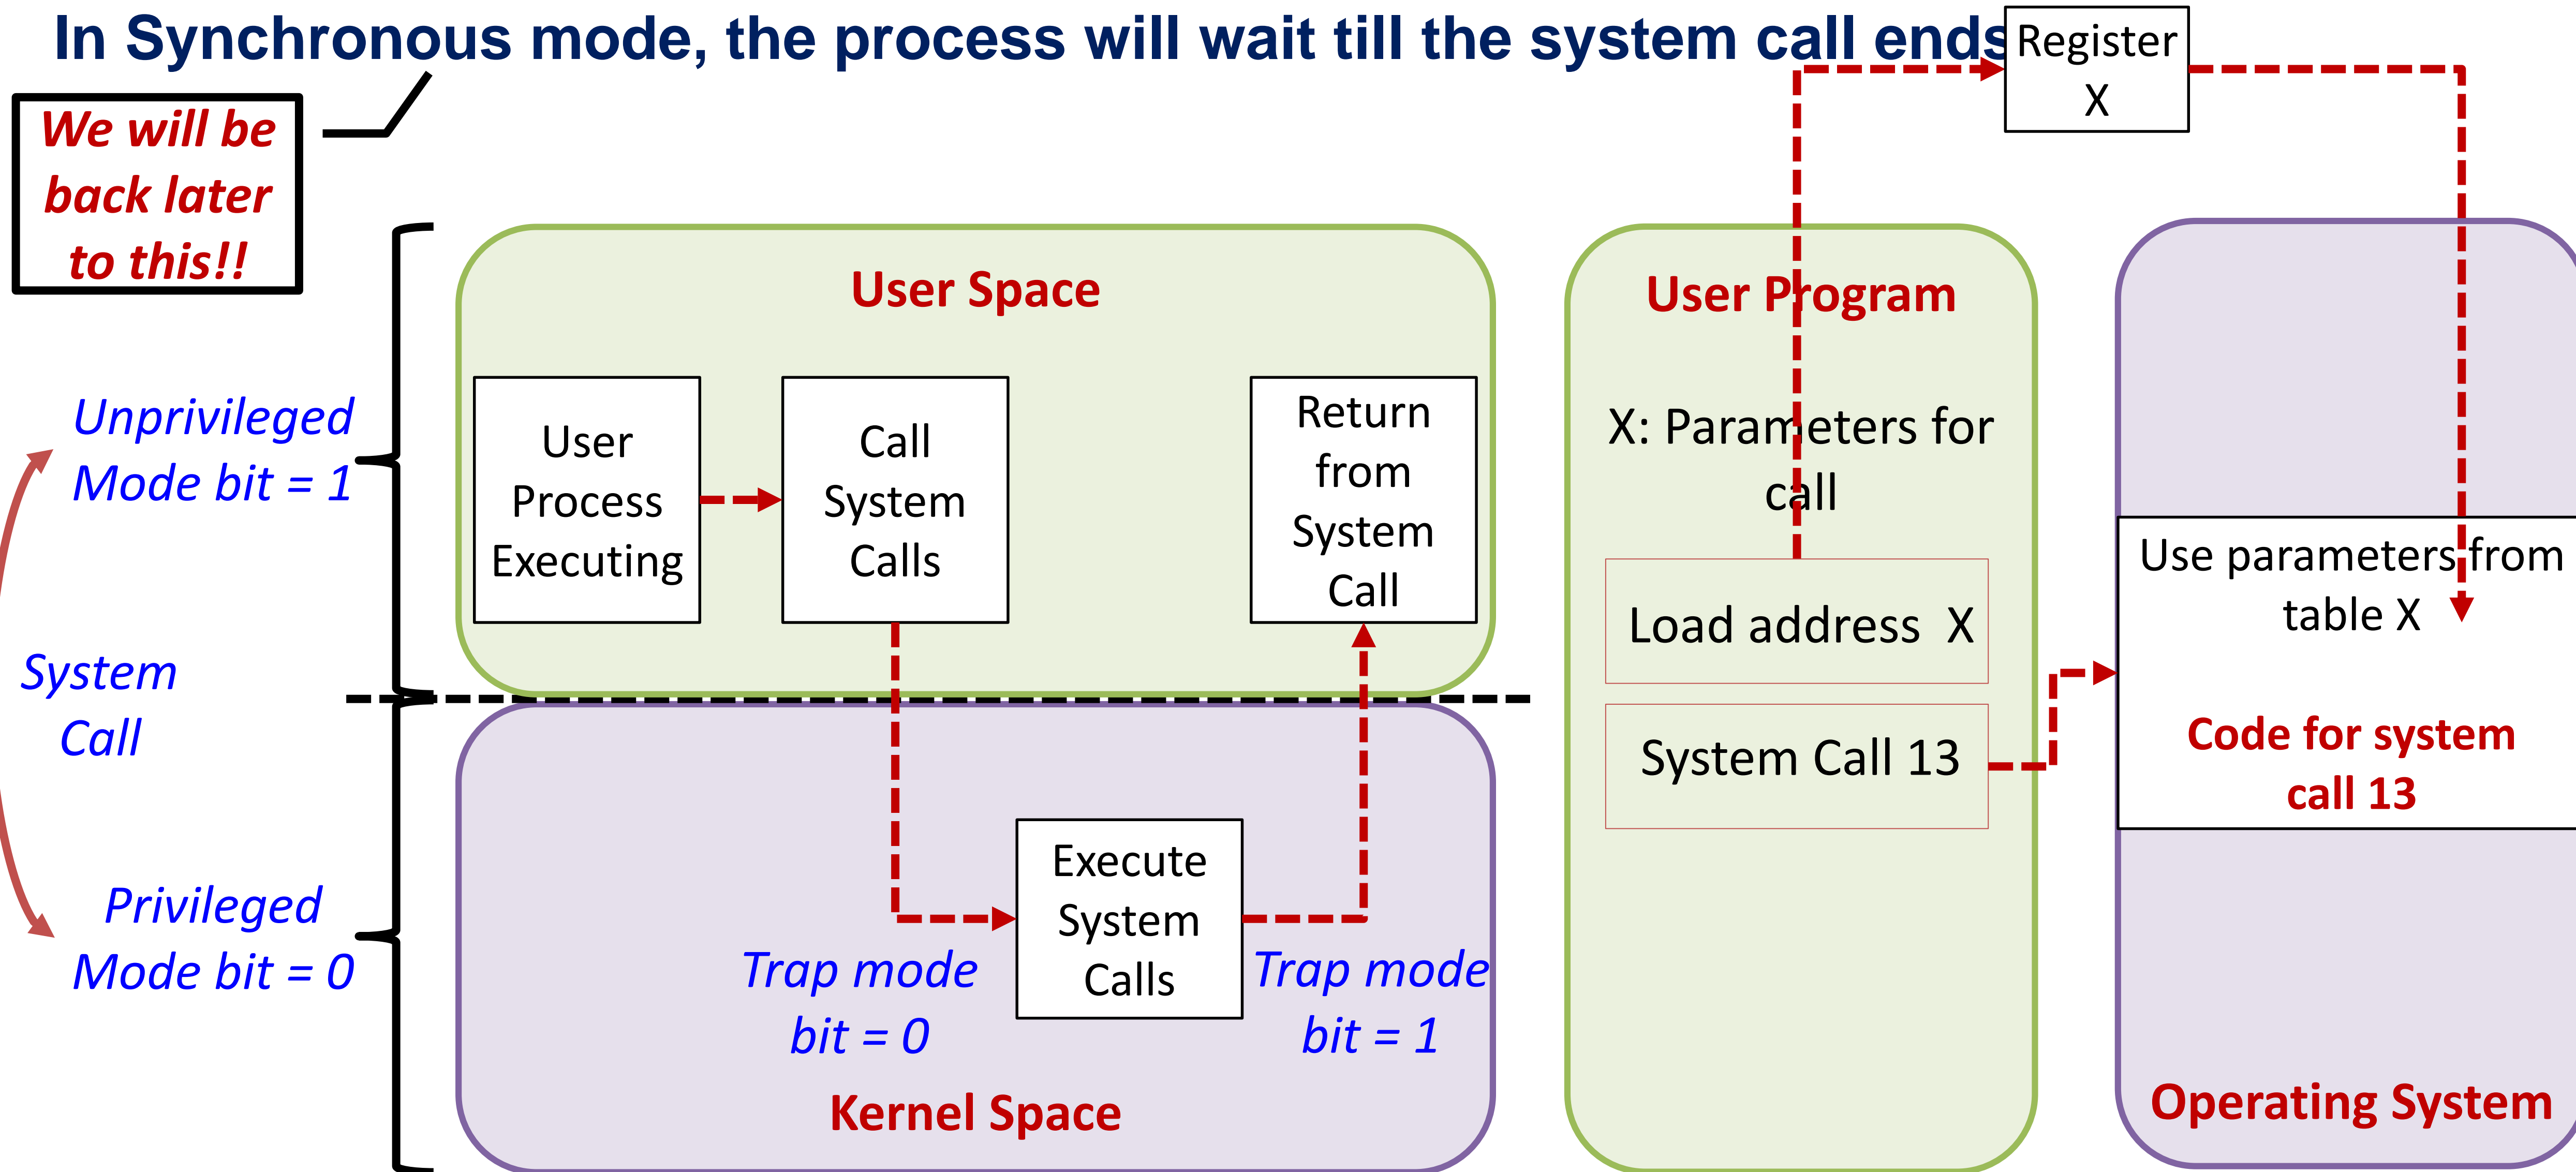 In Synchronous mode, the process will wait till the system call ends
Register
X
We will be
back later
to this!!
User Space
User Program
Unprivileged
Mode bit = 1
User
Process
Executing
Call
System
Calls
Return
from
System
Call
X: Parameters for
call
Load address X
System Call 13
Use parameters from
table X
Code for system
call 13
System
Call
Privileged
Mode bit = 0
Execute
System
Calls
Trap mode
bit = 0
Trap mode
bit = 1
Kernel Space
Operating System